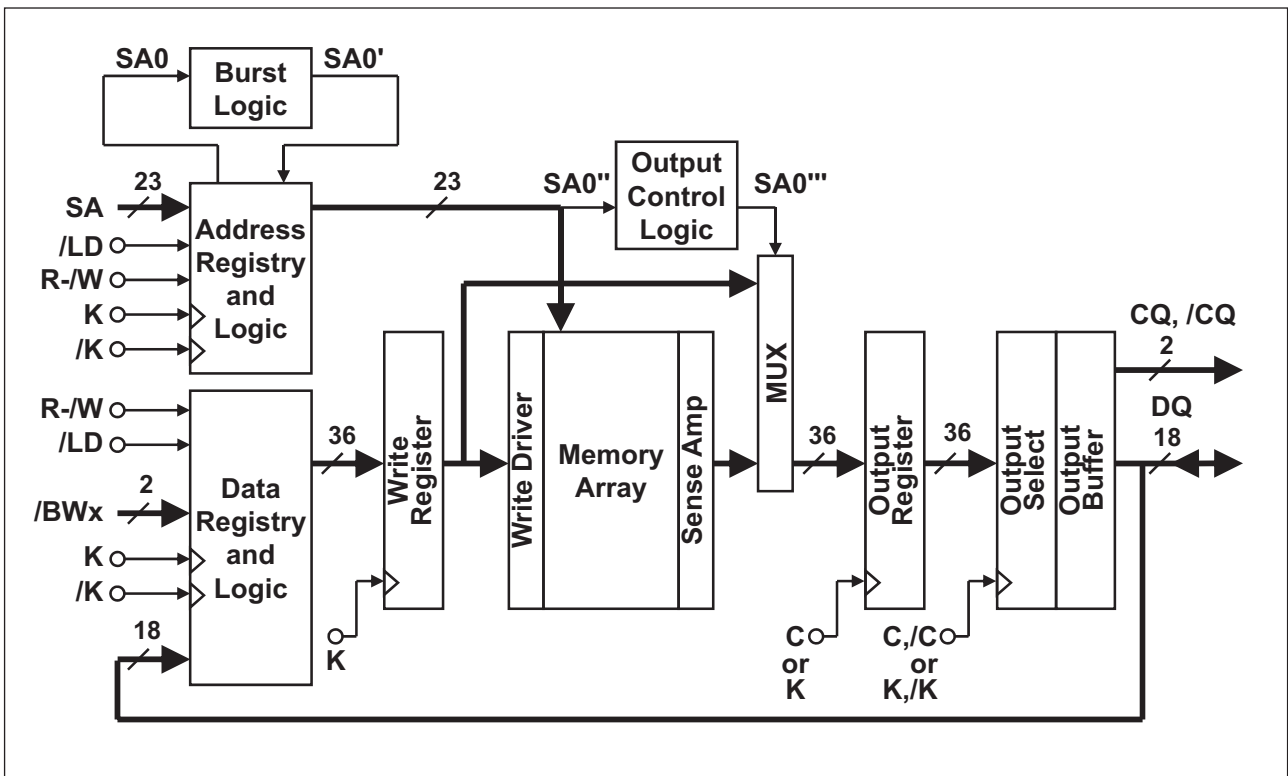 SA0
Burst
Logic
SA0'
SA
23
/LD
R-/W
K
/K
Address
Registry
and
Logic
23
SA0"
Output
Control
Logic
SA0'"
R-/W
/LD
/BWx
2
K
/K
18
Data
Registry
and
Logic
36
Write
Register
K
Write Driver
Memory
Array
Sense Amp
MUX
36
Output
Register
C
or
K
36
Output
Select
Output
Buffer
C,/C
or
K,/K
CQ, /CQ
2
DQ
18